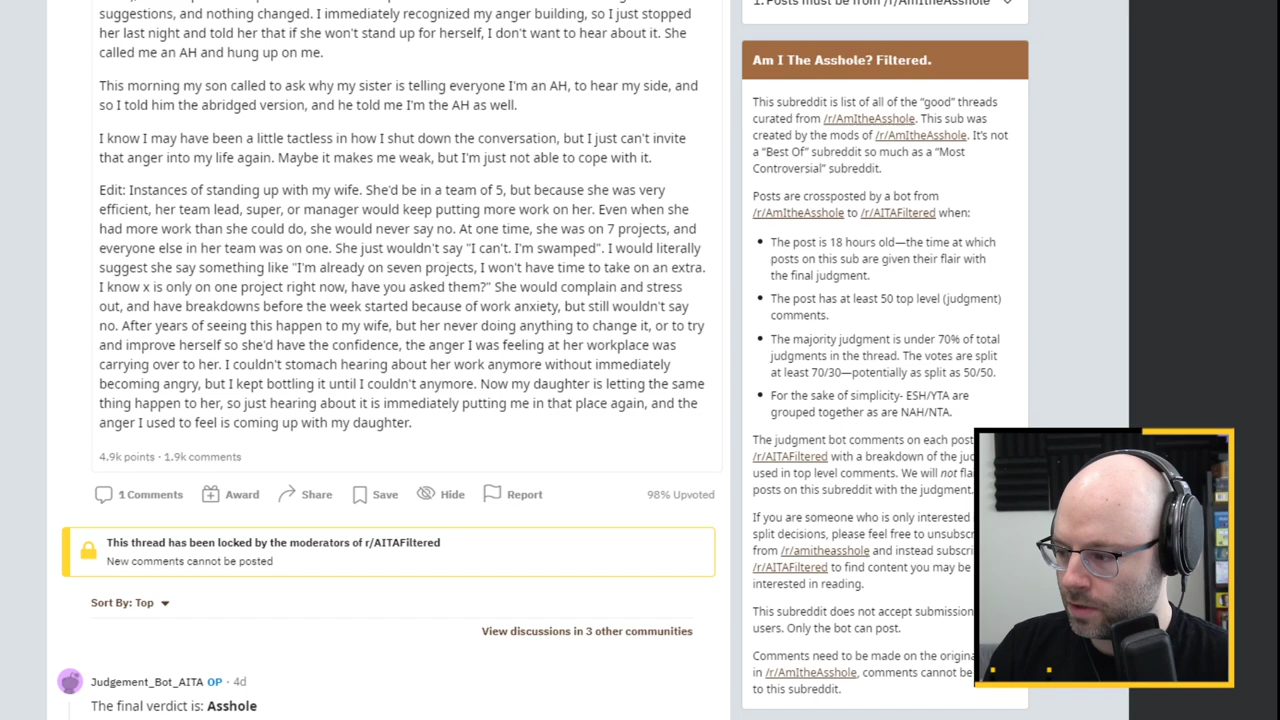 suggestions, and nothing changed. I immediately recognized my anger building, so I just stopped
her last night and told her that if she won't stand up for herself, I don't want to hear about it. She
called me an AH and hung up on me.
This morning my son called to ask why my sister is telling everyone I'm an AH, to hear my side, and
so I told him the abridged version, and he told me I'm the AH as well.
I know I may have been a little tactless in how I shut down the conversation, but I just can't invite
that anger into my life again. Maybe it makes me weak, but I'm just not able to cope with it.
Edit: Instances of standing up with my wife. She'd be in a team of 5, but because she was very
efficient, her team lead, super, or manager would keep putting more work on her. Even when she
had more work than she could do, she would never say no. At one time, she was on 7 projects, and
everyone else in her team was on one. She just wouldn't say "I can't. I'm swamped". I would literally
suggest she say something like "I'm already on seven projects, I won't have time to take on an extra.
I know x is only on one project right now, have you asked them?" She would complain and stress
out, and have breakdowns before the week started because of work anxiety, but still wouldn't say
no. After years of seeing this happen to my wife, but her never doing anything to change it, or to try
and improve herself so she'd have the confidence, the anger I was feeling at her workplace was
carrying over to her. I couldn't stomach hearing about her work anymore without immediately
becoming angry, but I kept bottling it until I couldn't anymore. Now my daughter is letting the same
thing happen to her, so just hearing about it is immediately putting me in that place again, and the
anger I used to feel is coming up with my daughter.
4.9k points · 1.9k comments
1 Comments Award Share Save Hide Report 98% Upvoted
This thread has been locked by the moderators of r/AITAFiltered
New comments cannot be posted
Sort By: Top
View discussions in 3 other communities
Judgement_Bot_AITA OP · 4d
The final verdict is: Asshole
1. Posts must be from /r/AmItheAsshole
Am I The Asshole? Filtered.
This subreddit is list of all of the "good" threads
curated from /r/AmItheAsshole. This sub was
created by the mods of /r/AmItheAsshole. It's not
a "Best Of" subreddit so much as a "Most
Controversial" subreddit.
Posts are crossposted by a bot from
/r/AmItheAsshole to /r/AITAFiltered when:
• The post is 18 hours old—the time at which
posts on this sub are given their flair with
the final judgment.
• The post has at least 50 top level (judgment)
comments.
• The majority judgment is under 70% of total
judgments in the thread. The votes are split
at least 70/30—potentially as split as 50/50.
• For the sake of simplicity- ESH/YTA are
grouped together as are NAH/NTA.
The judgment bot comments on each post
/r/AITAFiltered with a breakdown of the
used in top level comments. We will not
posts on this subreddit with the judgment.
If you are someone who is only interested
split decisions, please feel free to
from /r/amitheasshole and instead
/r/AITAFiltered to find content you may be
interested in reading.
This subreddit does not accept
users. Only the bot can post.
Comments need to be made on the
in /r/AmItheAsshole, comments cannot be
to this subreddit.